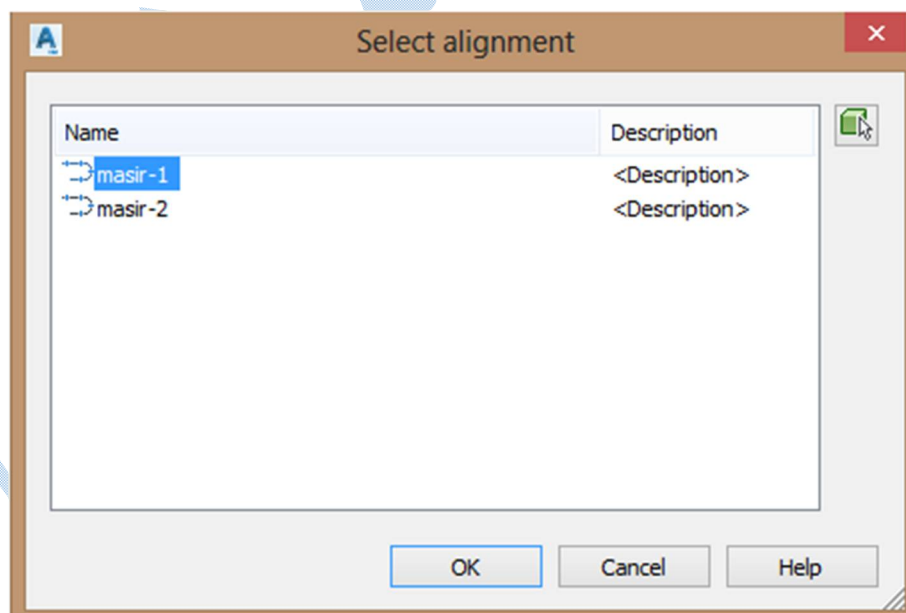 Select alignment
Name Description
masir-1 <Description>
masir-2 <Description>
OK Cancel Help